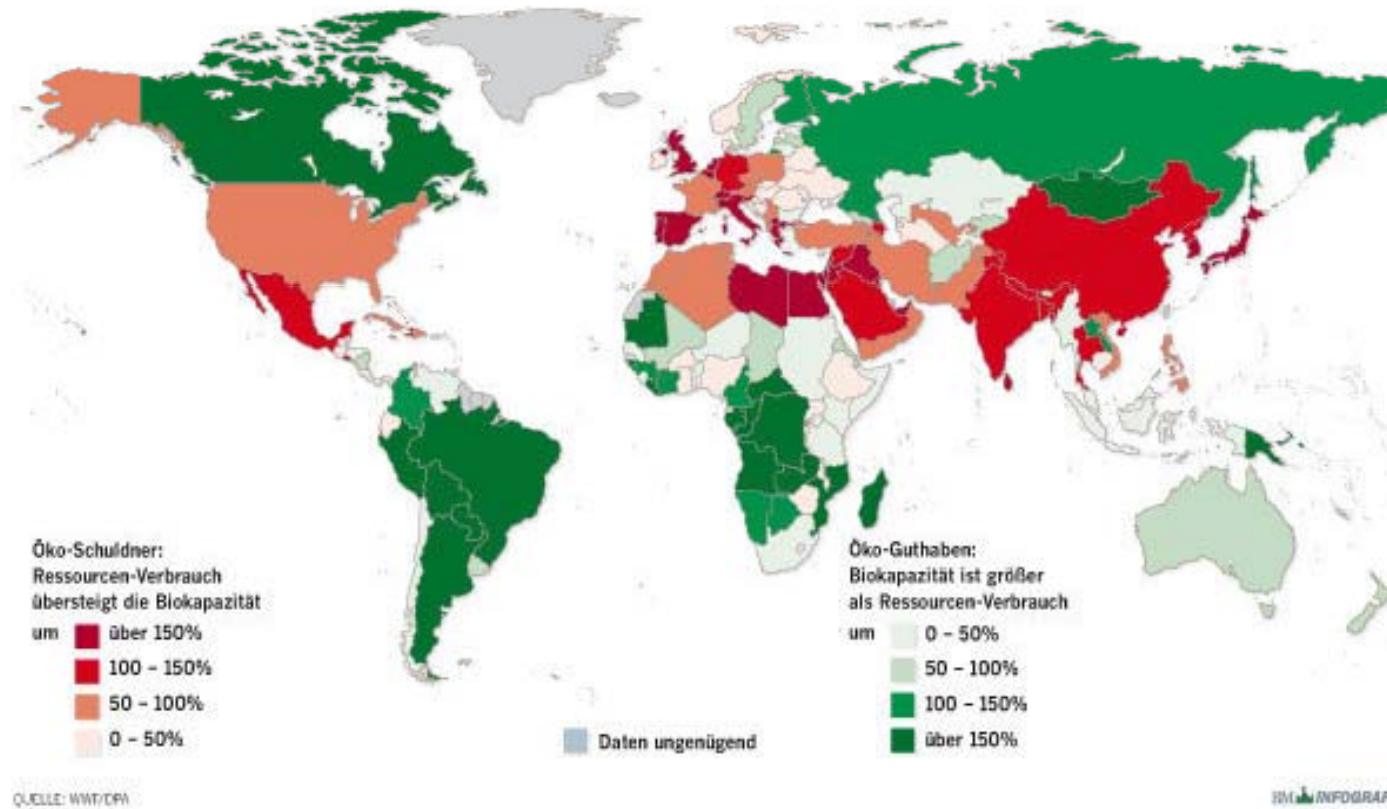 Öko-Schuldner:
Ressourcen-Verbrauch
übersteigt die Biokapazität
um über 150%
100 – 150%
50 – 100%
0 – 50%
Daten ungenügend
Öko-Guthaben:
Biokapazität ist größer
als Ressourcen-Verbrauch
um 0 – 50%
50 – 100%
100 – 150%
über 150%
QUELLE: WWF/DPA
BM INFOGRAF